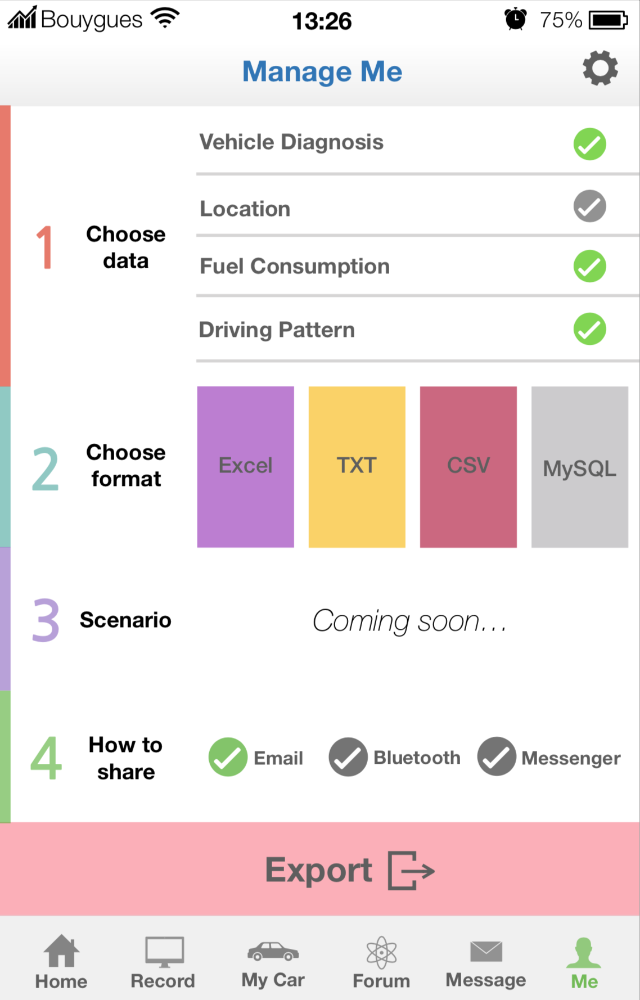 Bouygues 13:26 75%
Manage Me
1 Choose data
Vehicle Diagnosis
Location
Fuel Consumption
Driving Pattern
2 Choose format
Excel TXT CSV MySQL
3 Scenario
Coming soon...
4 How to share
Email Bluetooth Messenger
Export
Home Record My Car Forum Message Me